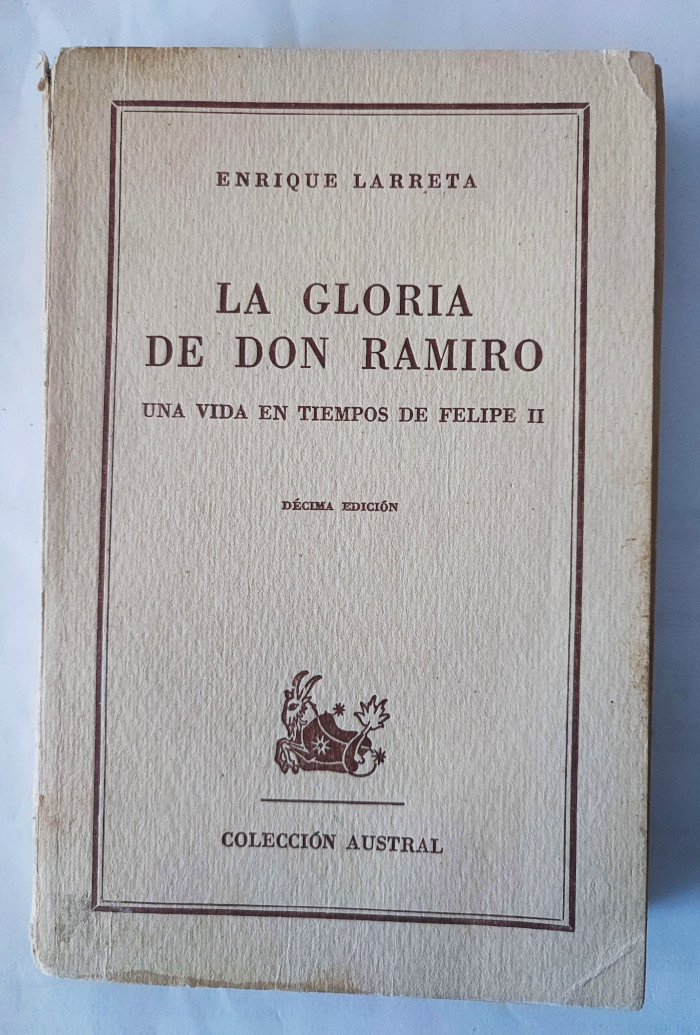 ENRIQUE LARRETA
LA GLORIA
DE DON RAMIRO
UNA VIDA EN TIEMPOS DE FELIPE II
DÉCIMA EDICIÓN
COLECCIÓN AUSTRAL